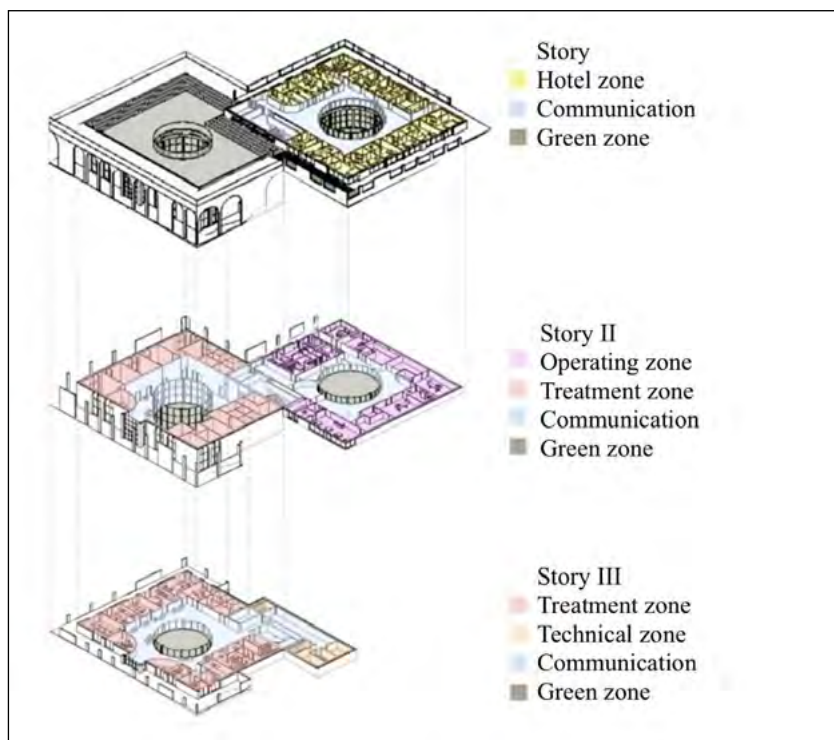 Story
Hotel zone
Communication
Green zone
Story II
Operating zone
Treatment zone
Communication
Green zone
Story III
Treatment zone
Technical zone
Communication
Green zone